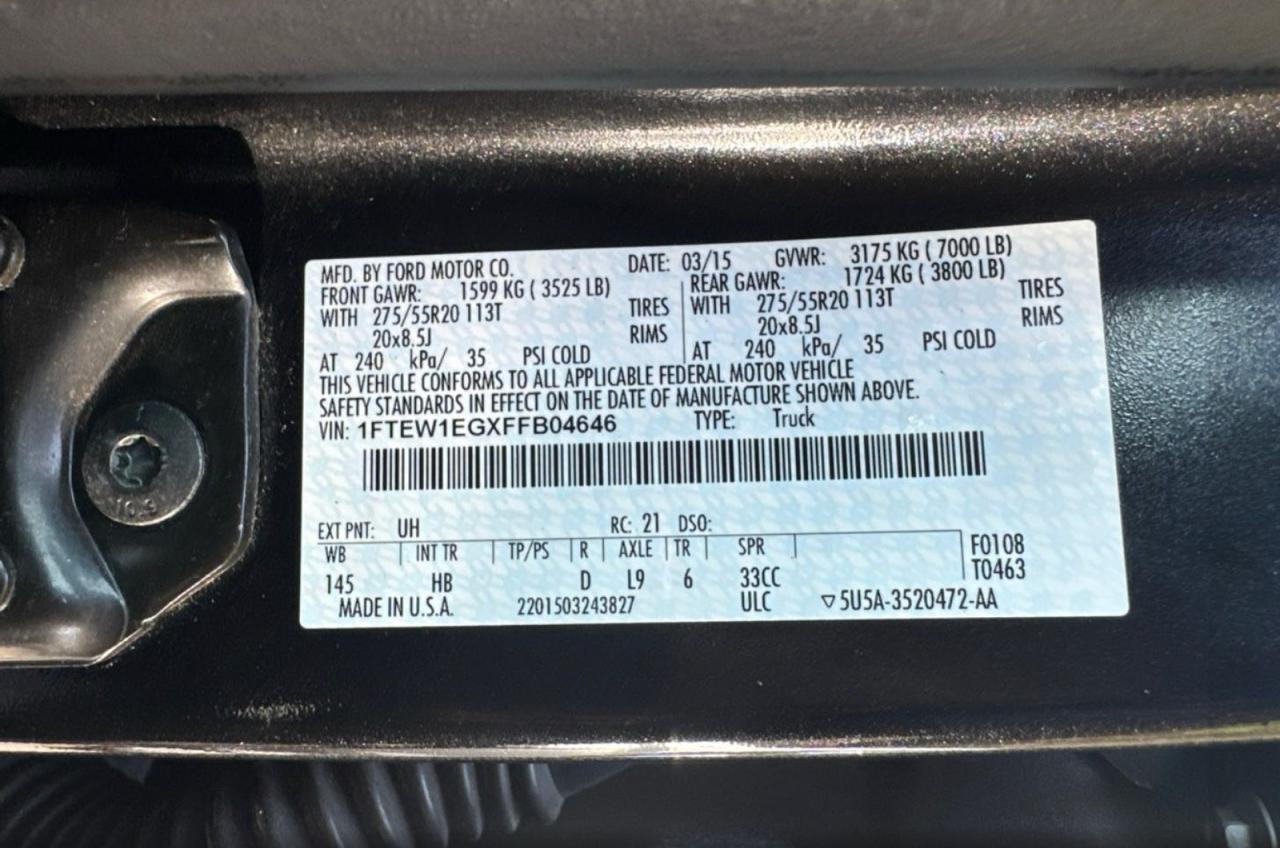 MFD. BY FORD MOTOR CO. DATE: 03/15 GVWR: 3175 KG ( 7000 LB)
FRONT GAWR: 1599 KG ( 3525 LB) REAR GAWR: 1724 KG ( 3800 LB)
WITH 275/55R20 113T TIRES WITH 275/55R20 113T TIRES
20x8.5J RIMS 20x8.5J RIMS
AT 240 kPa/ 35 PSI COLD AT 240 kPa/ 35 PSI COLD
THIS VEHICLE CONFORMS TO ALL APPLICABLE FEDERAL MOTOR VEHICLE
SAFETY STANDARDS IN EFFECT ON THE DATE OF MANUFACTURE SHOWN ABOVE.
VIN: 1FTEW1EGXFFB04646 TYPE: Truck
EXT PNT: UH RC: 21 DSO:
WB INT TR TP/PS R AXLE TR SPR F0108
145 HB D L9 6 33CC T0463
MADE IN U.S.A. 2201503243827 ULC ▽5U5A-3520472-AA
10.9